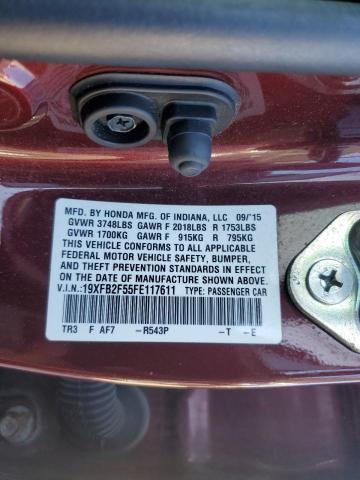 MFD. BY HONDA MFG. OF INDIANA, LLC 09/'15
GVWR 3748LBS GAWR F 2018LBS R 1753LBS
GVWR 1700KG GAWR F 915KG R 795KG
THIS VEHICLE CONFORMS TO ALL APPLICABLE
FEDERAL MOTOR VEHICLE SAFETY, BUMPER,
AND THEFT PREVENTION STANDARDS IN EFFECT
ON THE DATE OF MANUFACTURE SHOWN ABOVE.
V.I.N.:19XFB2F55FE117611 TYPE: PASSENGER CAR
TR3 F AF7 -R543P -T -E